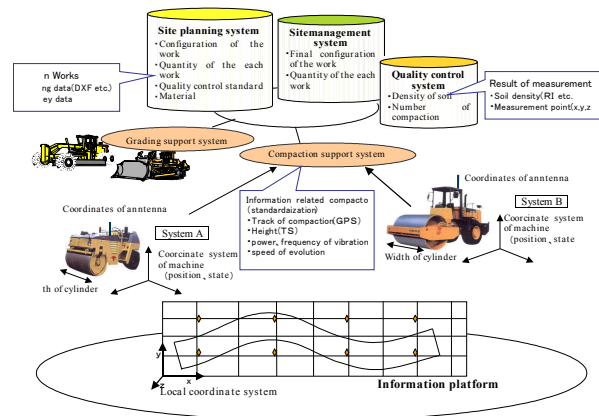 Site planning system
・Configuration of the work
・Quantity of the each work
・Quality control standard
・Material
Sitemanagement system
・Final configuration of the work
・Quantity of the each work
Quality control system
・Density of soil
・Number of compaction
n Works
ng data(DXF etc.)
ey data
Result of measurement
・Soil density(RI etc.
・Measurement point(x,y,z
Grading support system
Compaction support system
Information related compacto
(standardaization)
・Track of compaction(GPS)
・Height(TS)
・power、frequency of vibration
・speed of evolution
Coordinates of anntenna
System A
Coorcinate system
of machine
(position、state
th of cylinder
Coordinates of anntenna
System B
Coorcinate system
of machine
(position、state
Width of cylinder
y
x
z
Local coordinate system
Information platform